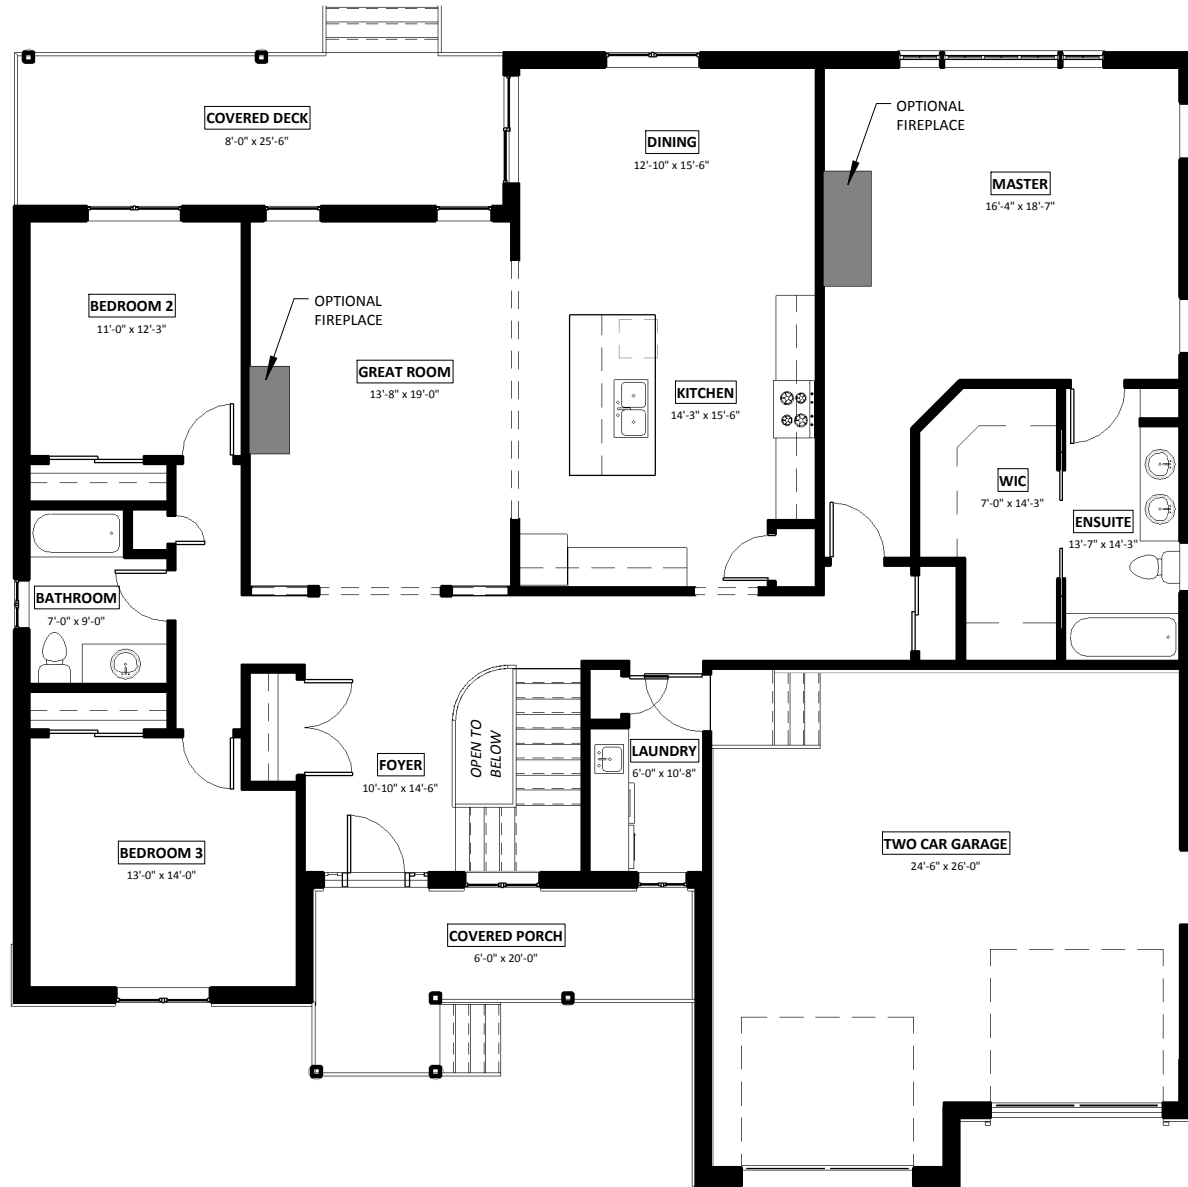 COVERED DECK
8'-0" x 25'-6"
DINING
12'-10" x 15'-6"
OPTIONAL
FIREPLACE
MASTER
16'-4" x 18'-7"
BEDROOM 2
11'-0" x 12'-3"
OPTIONAL
FIREPLACE
GREAT ROOM
13'-8" x 19'-0"
KITCHEN
14'-3" x 15'-6"
WIC
7'-0" x 14'-3"
ENSUITE
13'-7" x 14'-3"
BATHROOM
7'-0" x 9'-0"
OPEN TO
BELOW
FOYER
10'-10" x 14'-6"
LAUNDRY
6'-0" x 10'-8"
BEDROOM 3
13'-0" x 14'-0"
TWO CAR GARAGE
24'-6" x 26'-0"
COVERED PORCH
6'-0" x 20'-0"